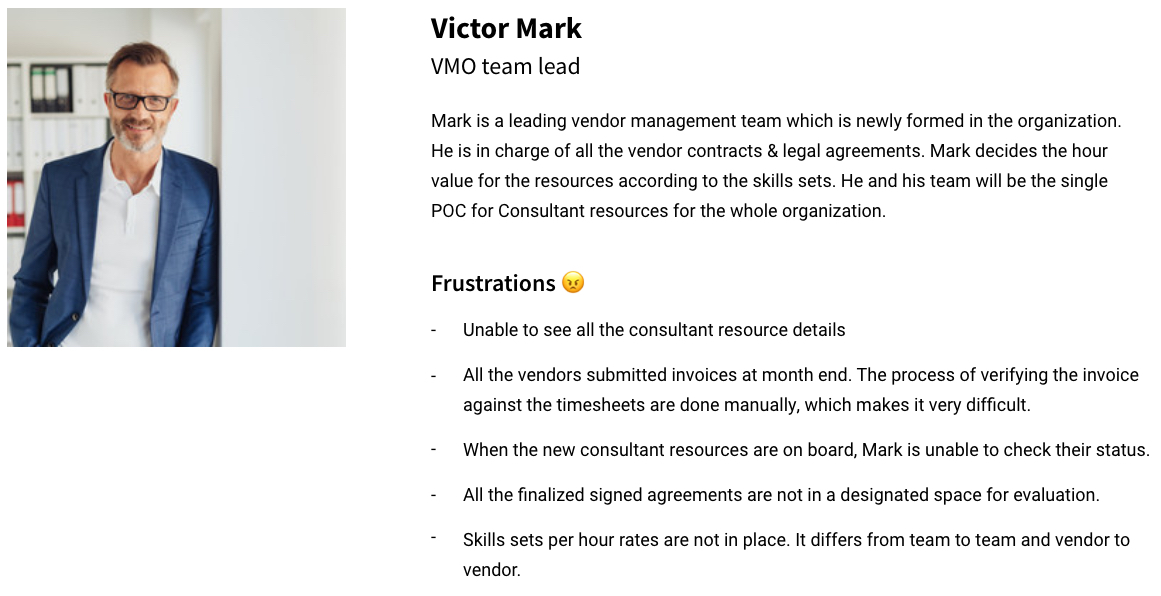 Victor Mark
VMO team lead
Mark is a leading vendor management team which is newly formed in the organization.
He is in charge of all the vendor contracts & legal agreements. Mark decides the hour
value for the resources according to the skills sets. He and his team will be the single
POC for Consultant resources for the whole organization.
Frustrations 😠
- Unable to see all the consultant resource details
- All the vendors submitted invoices at month end. The process of verifying the invoice
against the timesheets are done manually, which makes it very difficult.
- When the new consultant resources are on board, Mark is unable to check their status.
- All the finalized signed agreements are not in a designated space for evaluation.
- Skills sets per hour rates are not in place. It differs from team to team and vendor to
vendor.